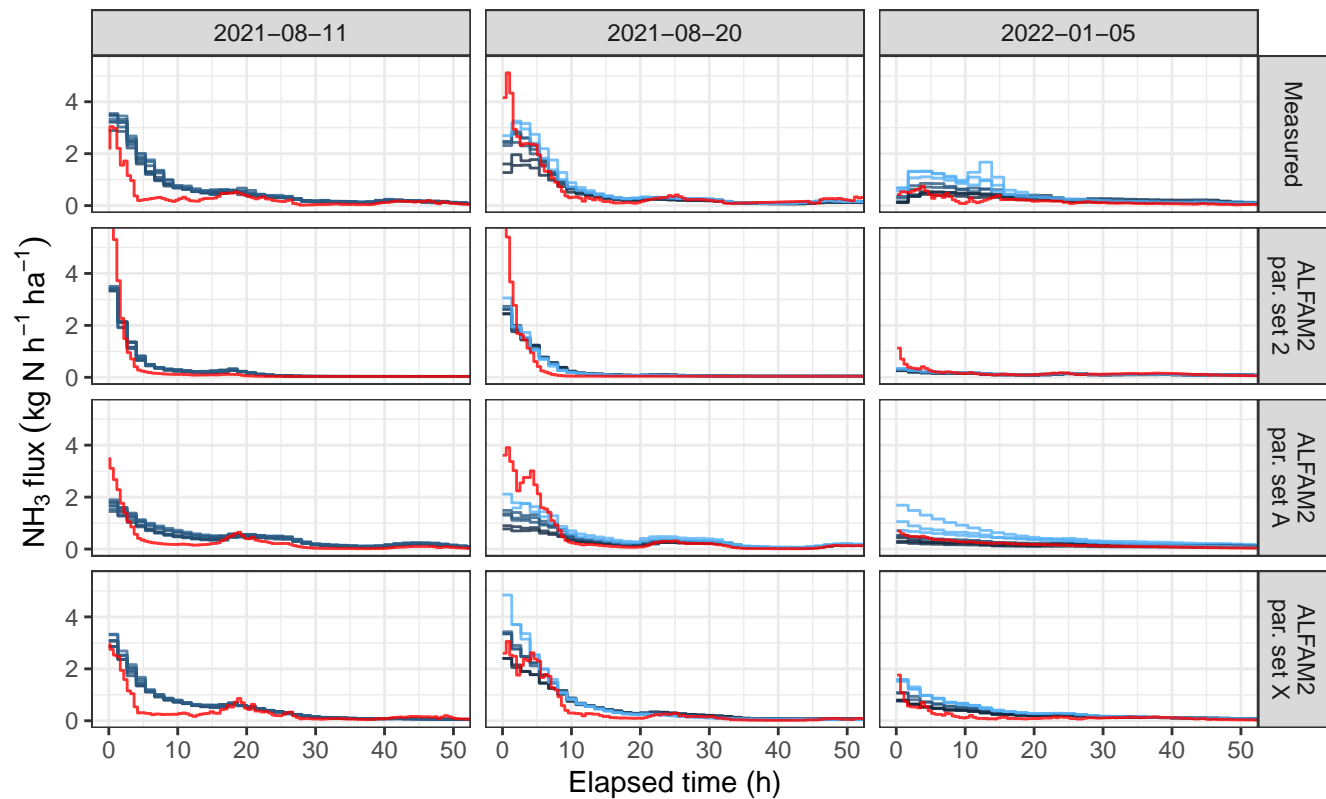 2021−08−11
2021−08−20
2022−01−05
Measured
ALFAM2
par. set 2
ALFAM2
par. set A
ALFAM2
par. set X
NH₃ flux (kg N h⁻¹ ha⁻¹)
4
2
0
4
2
0
4
2
0
4
2
0
0 10 20 30 40 50
0 10 20 30 40 50
0 10 20 30 40 50
Elapsed time (h)